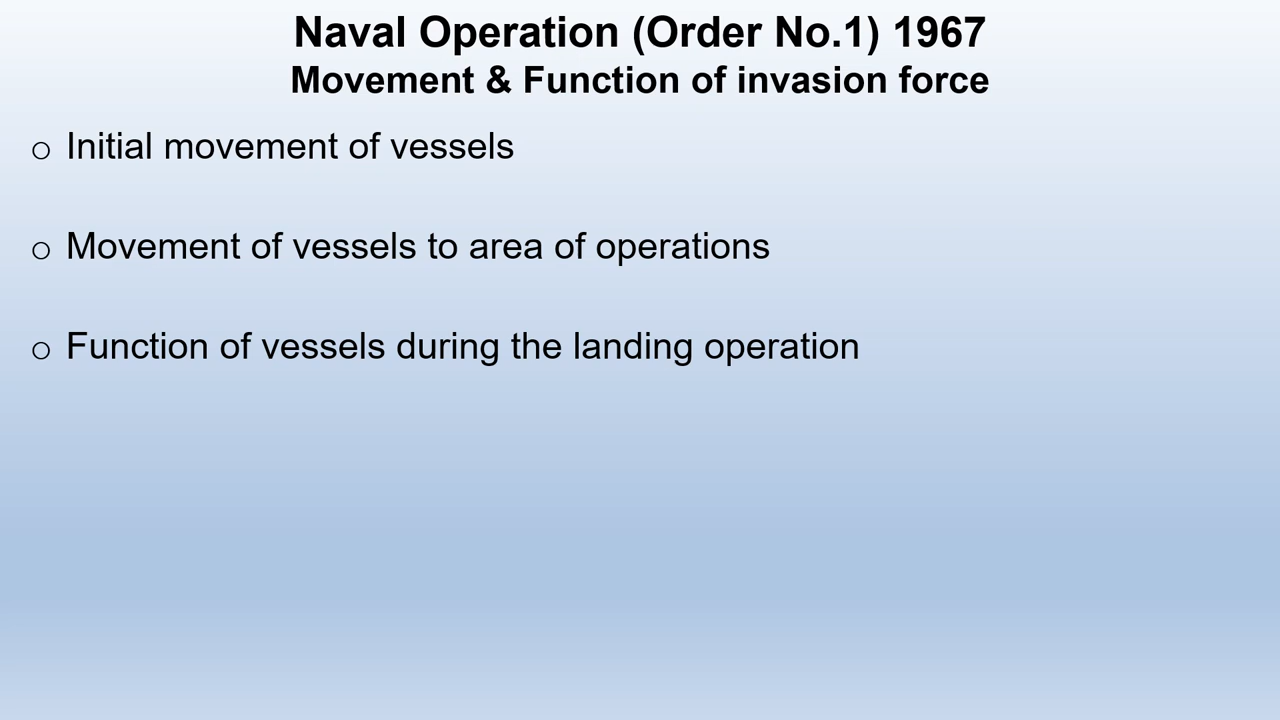 Naval Operation (Order No.1) 1967
Movement & Function of invasion force
o Initial movement of vessels
o Movement of vessels to area of operations
o Function of vessels during the landing operation